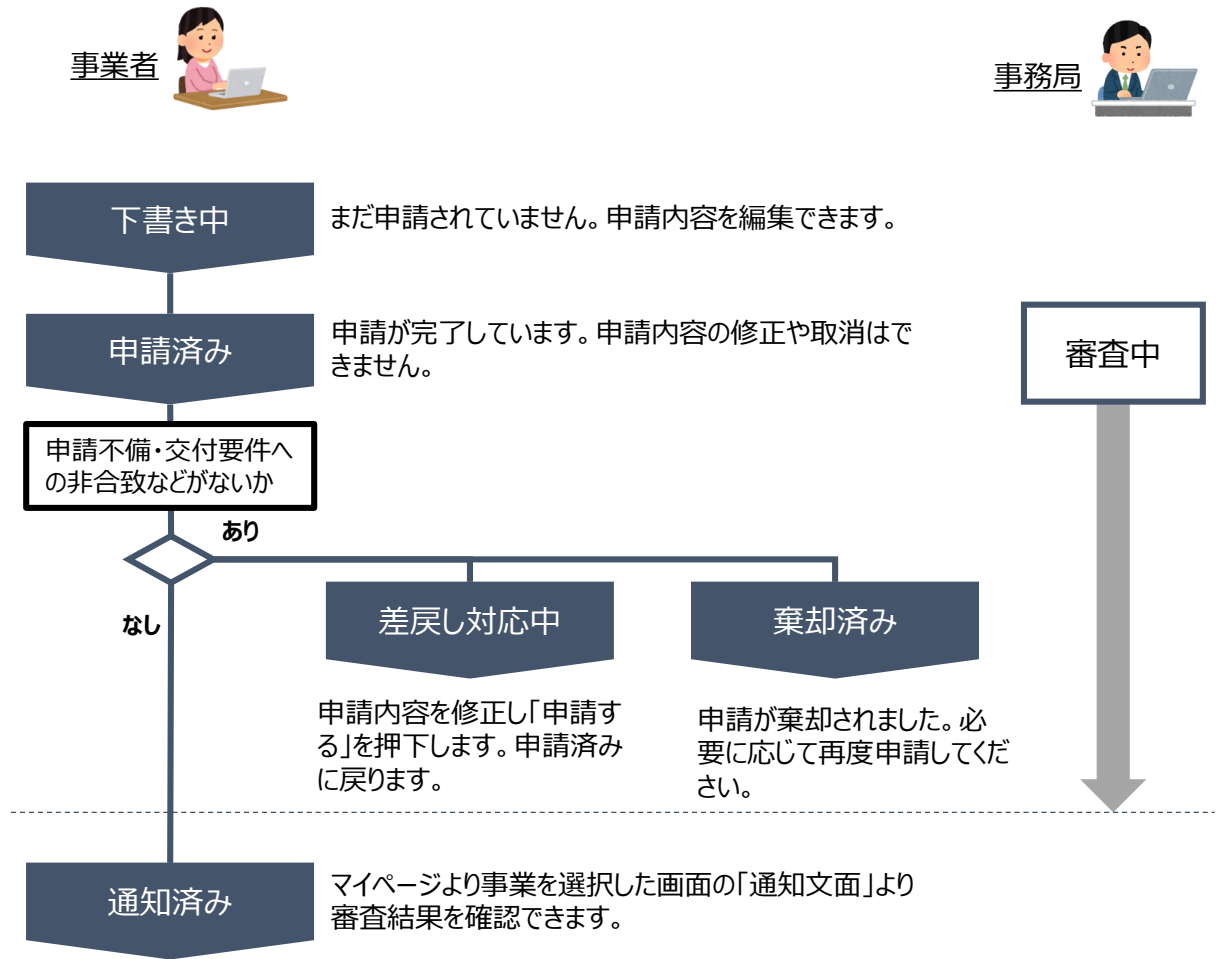 事業者
事務局
下書き中
まだ申請されていません。申請内容を編集できます。
申請済み
申請が完了しています。申請内容の修正や取消はで
きません。
審査中
申請不備・交付要件へ
の非合致などがないか
あり
なし
差戻し対応中
棄却済み
申請内容を修正し「申請す
る」を押下します。申請済み
に戻ります。
申請が棄却されました。必
要に応じて再度申請してくだ
さい。
通知済み
マイページより事業を選択した画面の「通知文面」より
審査結果を確認できます。